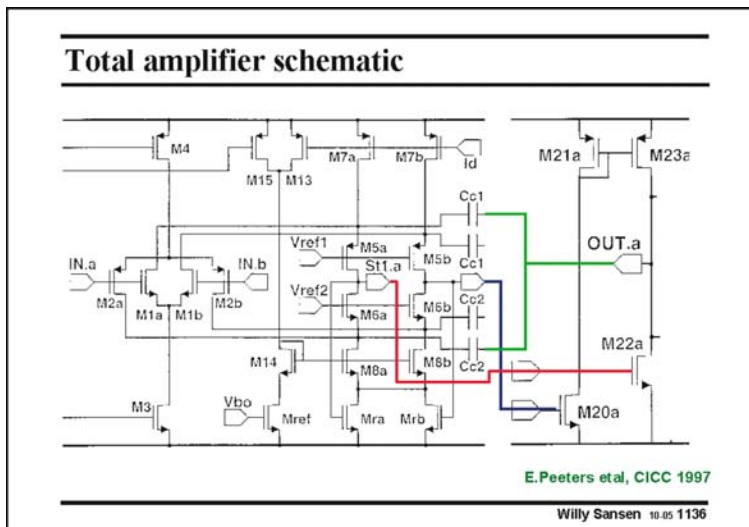 Total amplifier schematic
M4
M15
M13
M7a
M7b
Id
M21a
M23a
Cc1
Vref1
M5a
M5b
Cc1
OUT.a
IN.a
IN.b
St1.a
M2a
M1a
M1b
M2b
Vref2
M6a
M6b
Cc2
M22a
M14
M8a
M8b
Cc2
M3
Vbo
Mref
Mra
Mrb
M20a
E.Peeters etal, CICC 1997
Willy Sansen 10-05 1136